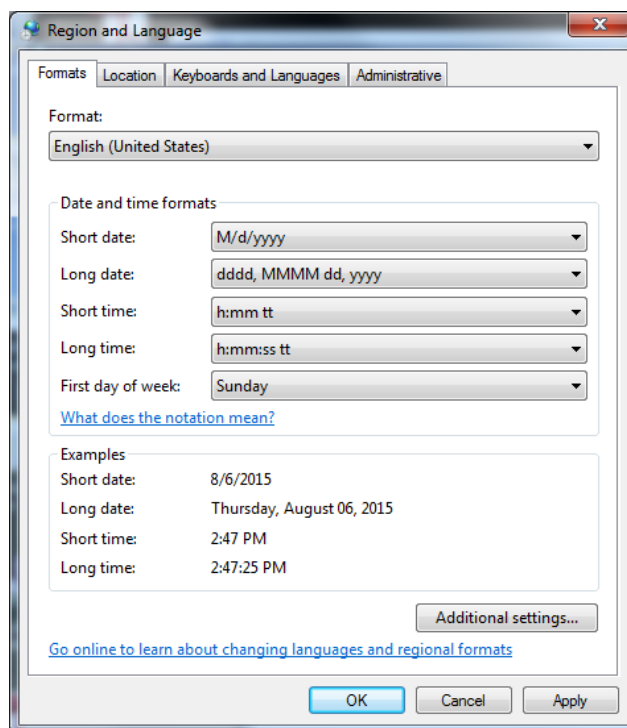 Region and Language
Formats Location Keyboards and Languages Administrative
Format:
English (United States)
Date and time formats
Short date: M/d/yyyy
Long date: dddd, MMMM dd, yyyy
Short time: h:mm tt
Long time: h:mm:ss tt
First day of week: Sunday
What does the notation mean?
Examples
Short date: 8/6/2015
Long date: Thursday, August 06, 2015
Short time: 2:47 PM
Long time: 2:47:25 PM
Additional settings...
Go online to learn about changing languages and regional formats
OK Cancel Apply